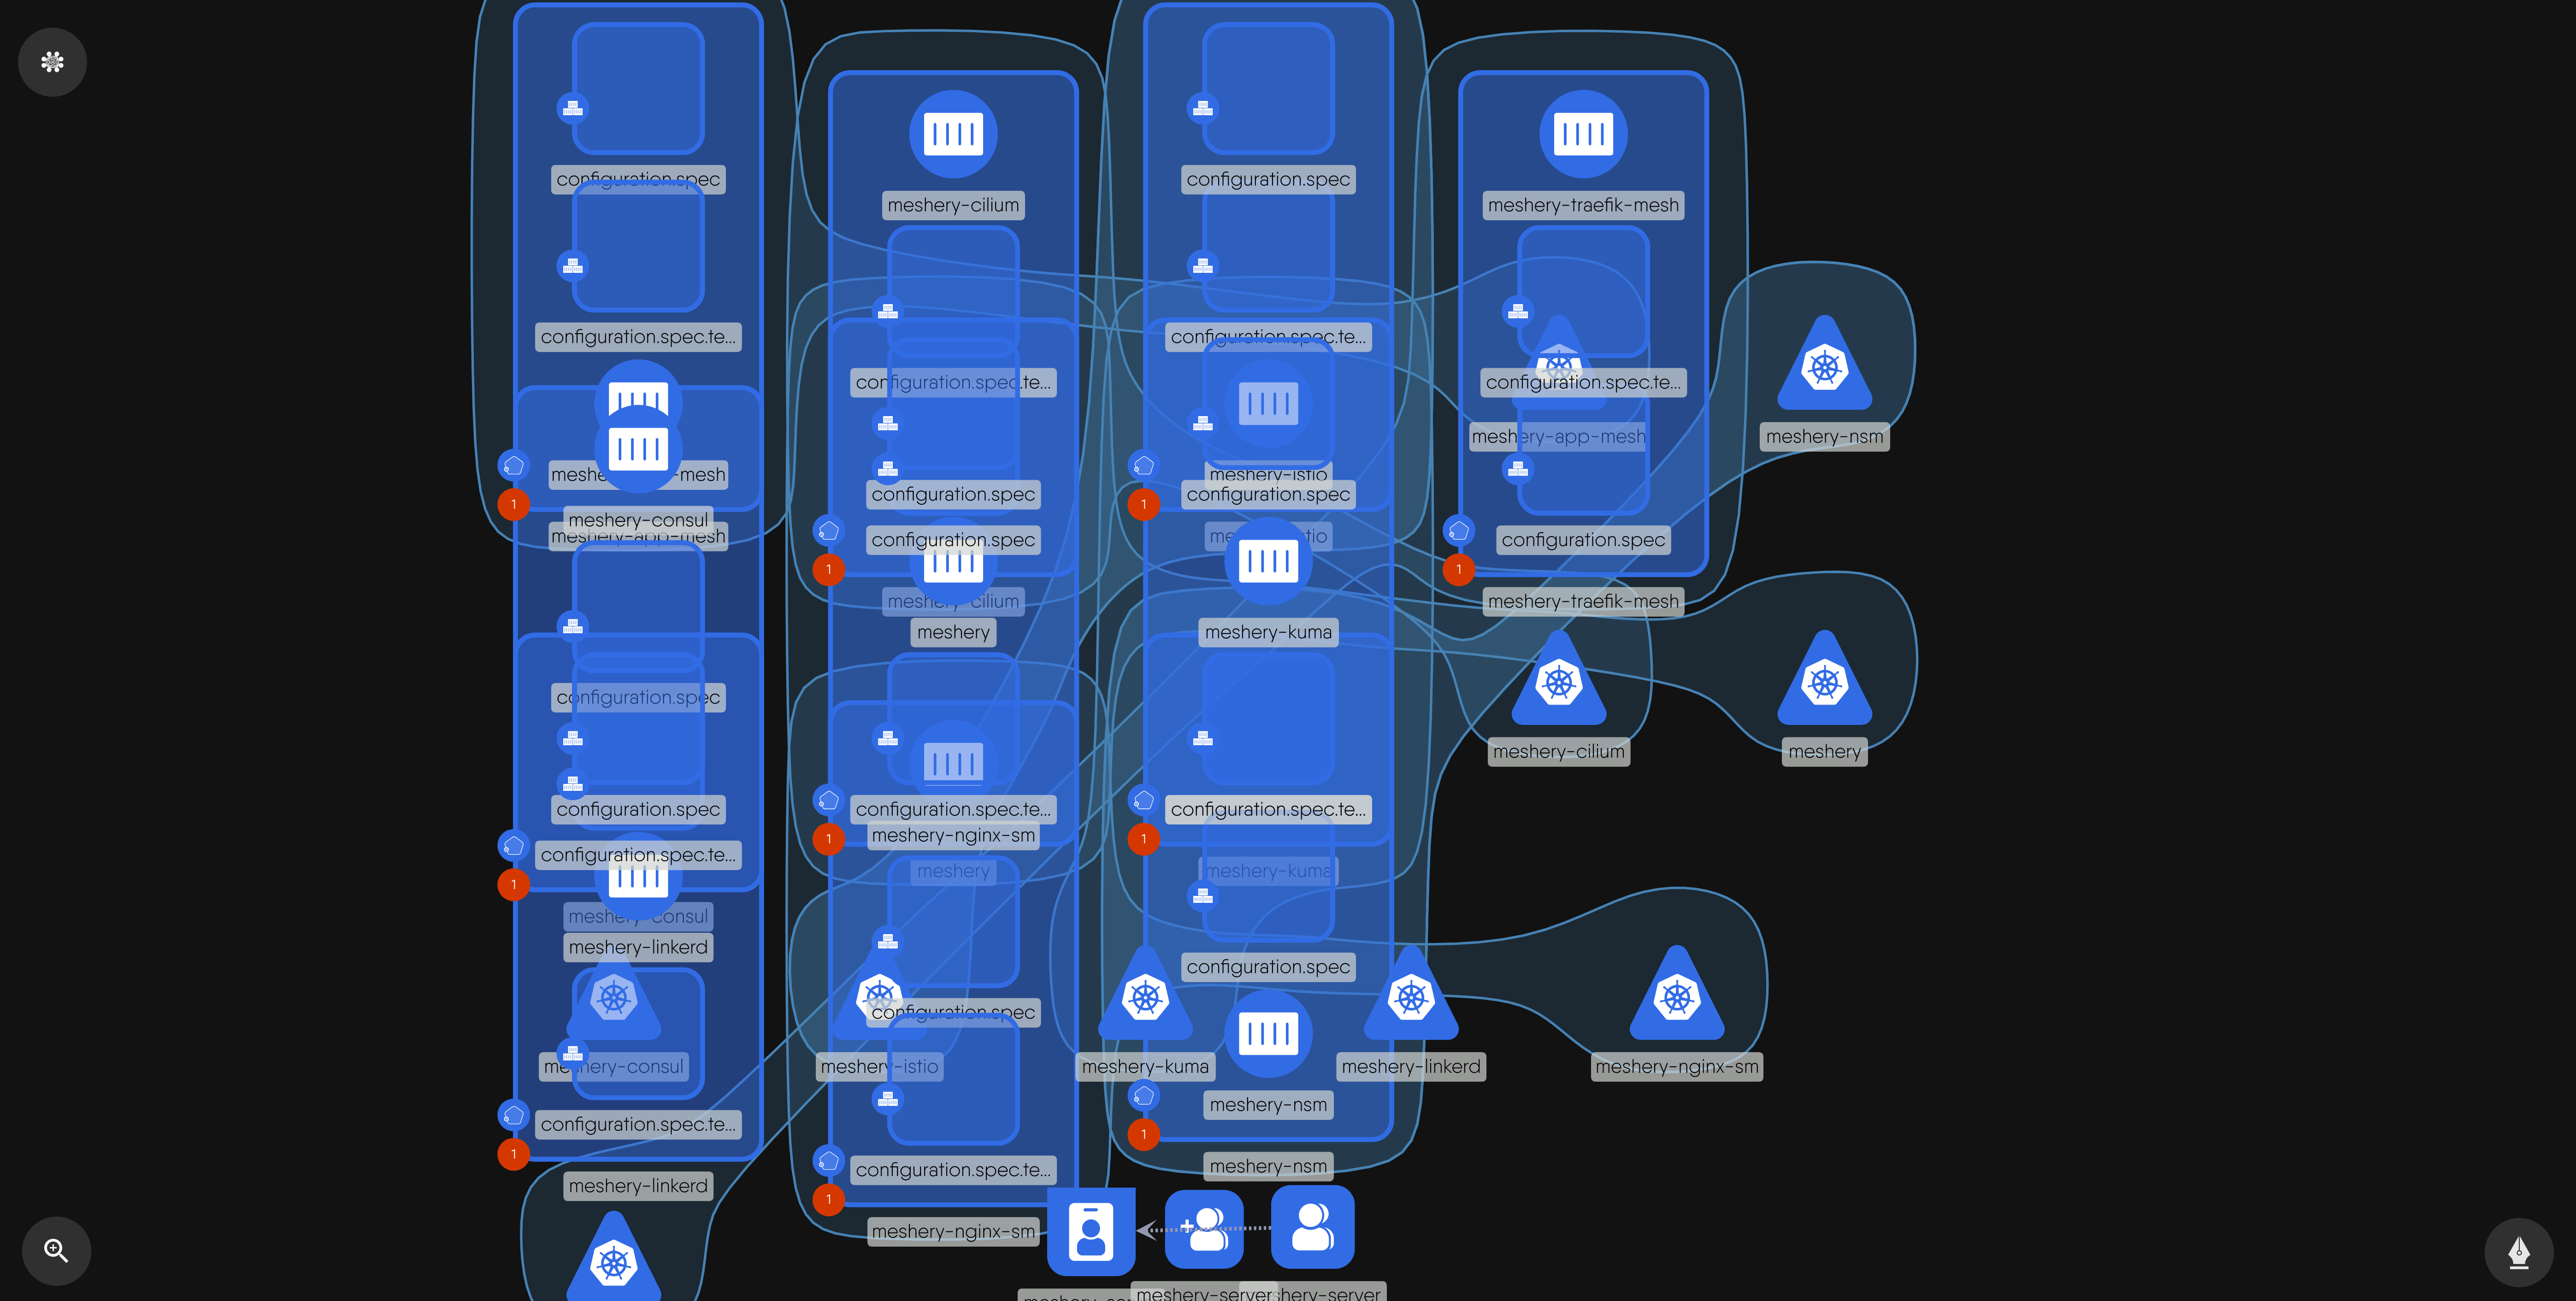 configuration.spec
configuration.spec.te...
meshery-consul
meshery-app-mesh
1
configuration.spec
configuration.spec
configuration.spec.te...
1
meshery-consul
meshery-linkerd
meshery-consul
configuration.spec.te...
1
meshery-linkerd
meshery-cilium
configuration.spec.te...
configuration.spec
configuration.spec
1
meshery-cilium
meshery
configuration.spec.te...
meshery-nginx-sm
1
meshery
configuration.spec
meshery-istio
configuration.spec.te...
1
meshery-nginx-sm
configuration.spec
configuration.spec.te...
meshery-istio
configuration.spec
1
meshery-kuma
configuration.spec.te...
1
meshery-kuma
configuration.spec
meshery-kuma
meshery-nsm
1
meshery-nsm
meshery-traefik-mesh
configuration.spec.te...
meshery-app-mesh
configuration.spec
1
meshery-traefik-mesh
meshery-nsm
meshery-cilium
meshery
meshery-linkerd
meshery-nginx-sm
meshery-server